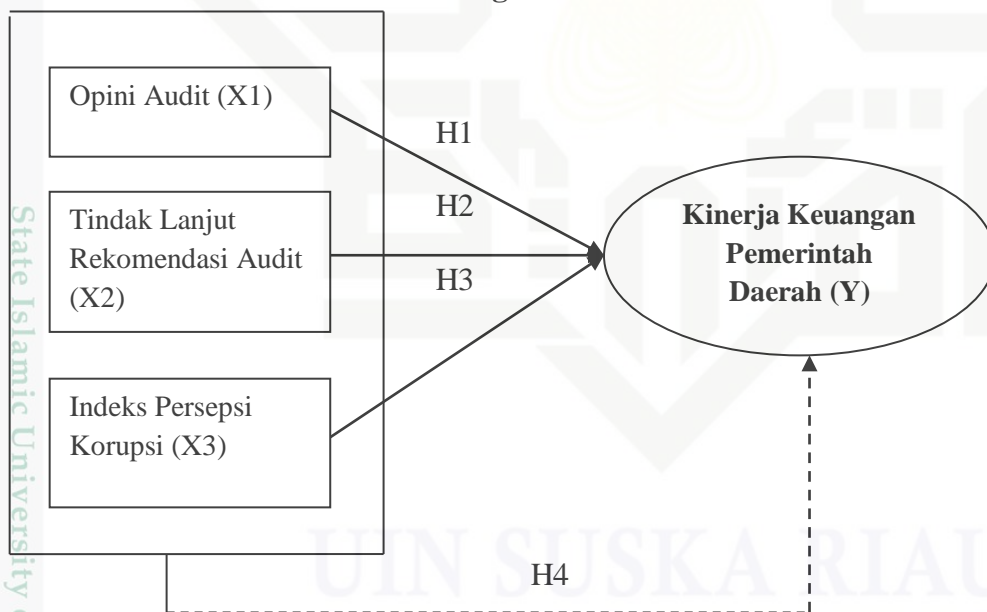 Opini Audit (X1)
H1
Tindak Lanjut
Rekomendasi Audit
(X2)
H2
H3
Indeks Persepsi
Korupsi (X3)
Kinerja Keuangan
Pemerintah
Daerah (Y)
H4
State Islamic University
UIN SUSKA RIAU